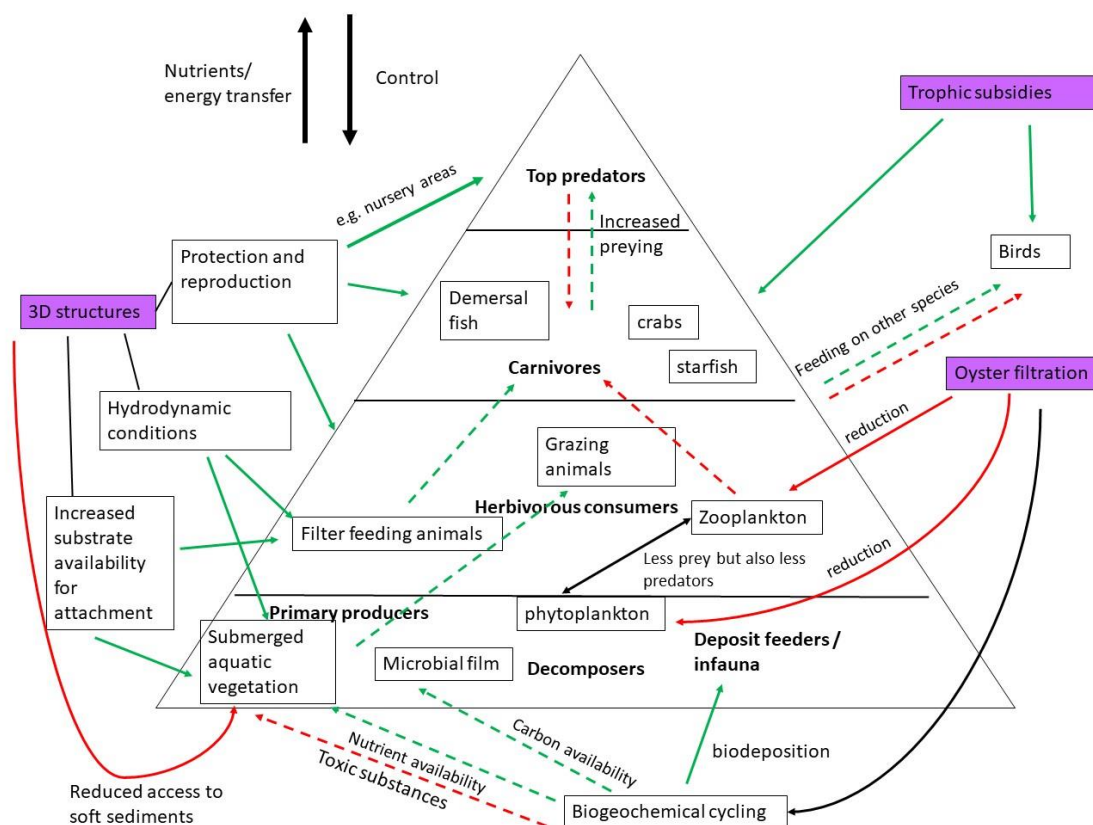 Nutrients/
energy transfer
Control
Trophic subsidies
e.g. nursery areas
Top predators
Increased
preying
Birds
Protection and
reproduction
3D structures
Demersal
fish
crabs
starfish
Feeding on other species
Carnivores
Oyster filtration
Hydrodynamic
conditions
reduction
Grazing
animals
Increased
substrate
availability
for
attachment
Herbivorous consumers
Zooplankton
Filter feeding animals
Less prey but also less
predators
reduction
Primary producers
phytoplankton
Submerged
aquatic
vegetation
Microbial film
Decomposers
Deposit feeders /
infauna
Carbon availability
Nutrient availability
Toxic substances
biodeposition
Reduced access to
soft sediments
Biogeochemical cycling